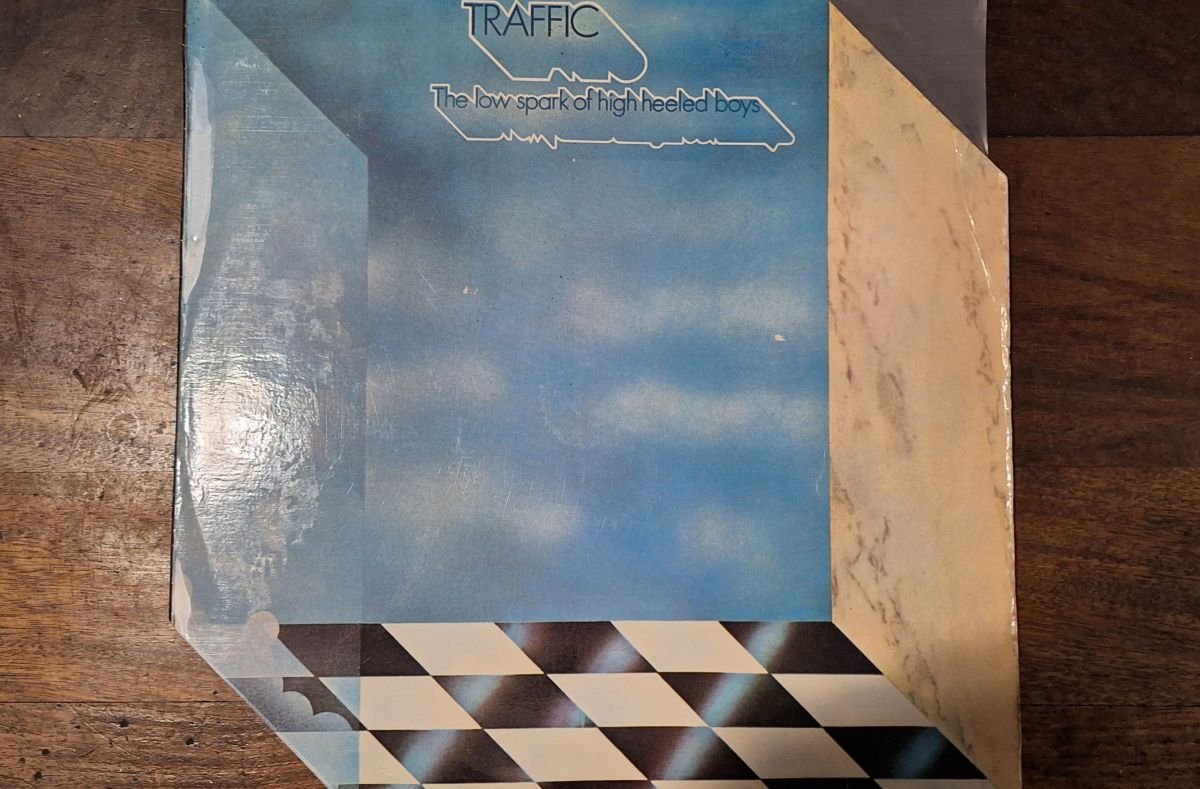 TRAFFIC
The low spark of high heeled boys